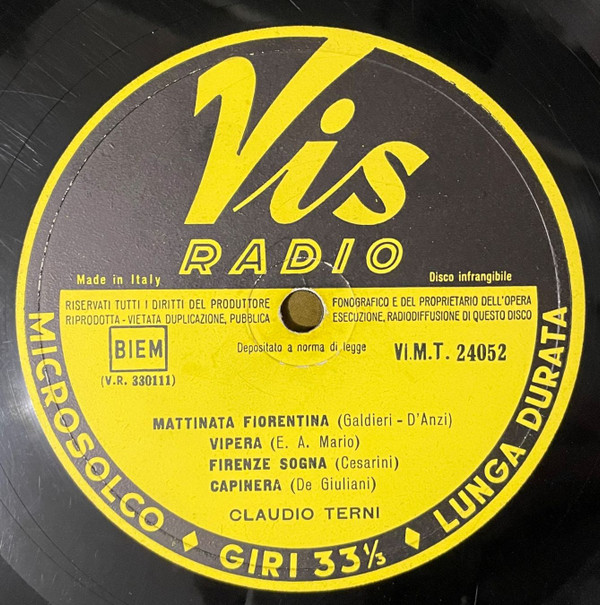 Vis
RADIO
Made in Italy
Disco infrangibile
RISERVATI TUTTI I DIRITTI DEL PRODUTTORE FONOGRAFICO E DEL PROPRIETARIO DELL'OPERA
RIPRODOTTA - VIETATA DUPLICAZIONE, PUBBLICA ESECUZIONE, RADIODIFFUSIONE DI QUESTO DISCO
BIEM
Depositato a norma di legge
VI.M.T. 24052
(V.R. 330111)
MATTINATA FIORENTINA (Galdieri - D'Anzi)
VIPERA (E. A. Mario)
FIRENZE SOGNA (Cesarini)
CAPINERA (De Giuliani)
CLAUDIO TERNI
MICROSOLCO ♦ GIRI 33⅓ ♦ LUNGA DURATA